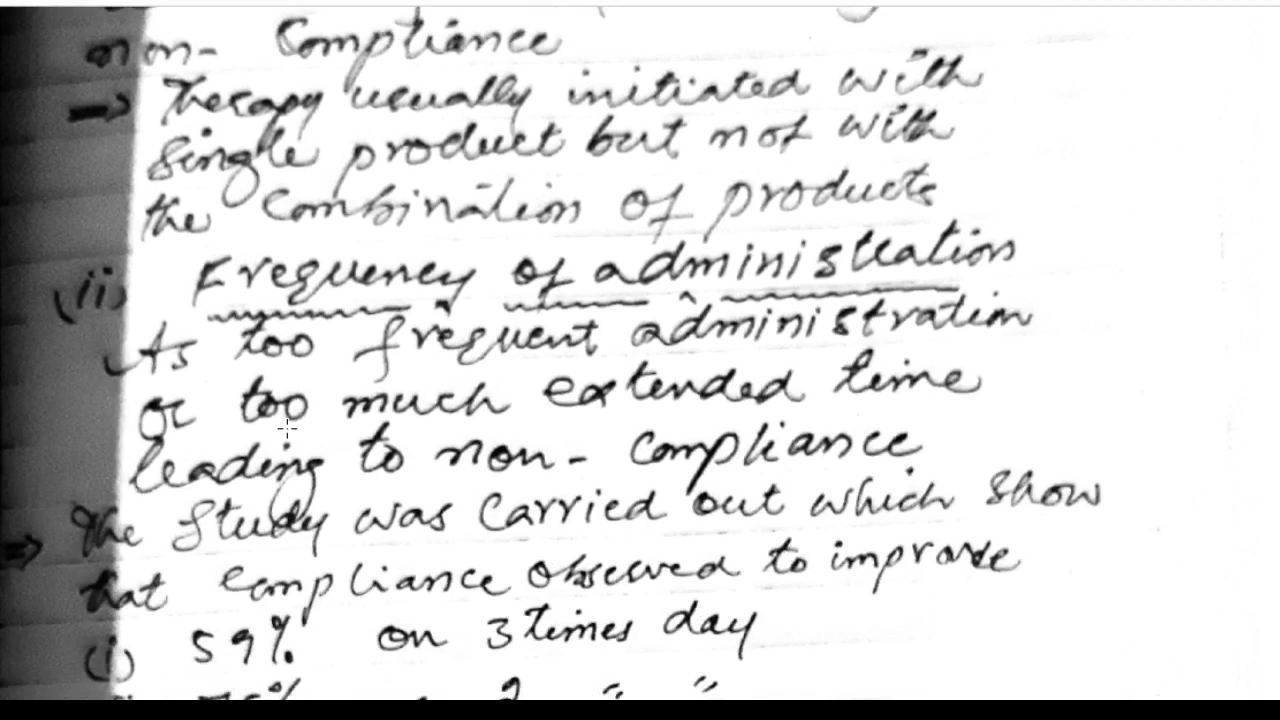 non- Compliance
⇒ Therapy usually initiated with
Single product but not with
the Combination of products
(ii) Frequency of administration
As too frequent administration
or too much extended time
leading to non- Compliance
⇒ The Study was Carried out which show
that Compliance observed to improve
(i) 59% on 3 times day
75% 2 " "